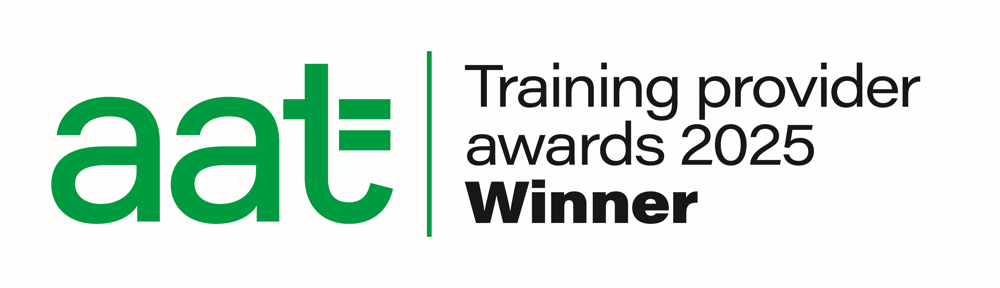 aat
Training provider
awards 2025
Winner